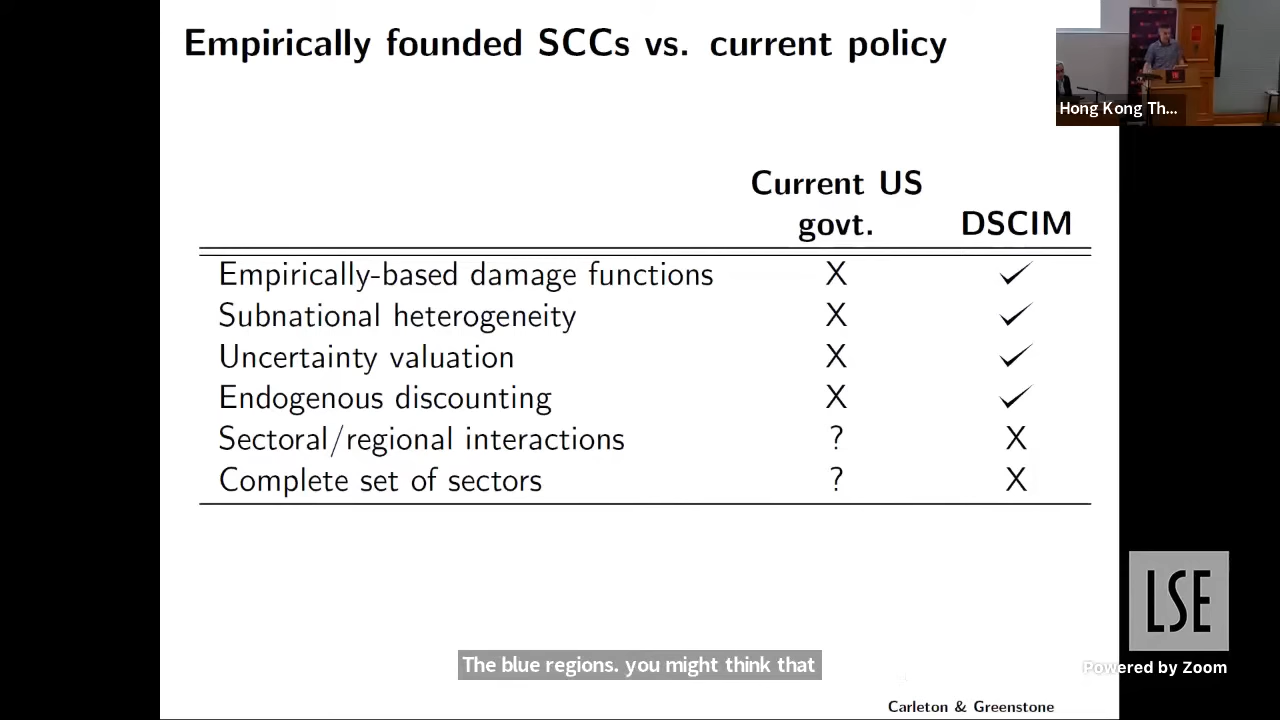 Empirically founded SCCs vs. current policy
Hong Kong Th...
Current US
govt. DSCIM
Empirically-based damage functions X ✓
Subnational heterogeneity X ✓
Uncertainty valuation X ✓
Endogenous discounting X ✓
Sectoral/regional interactions ? X
Complete set of sectors ? X
LSE
The blue regions. you might think that
Powered by Zoom
Carleton & Greenstone